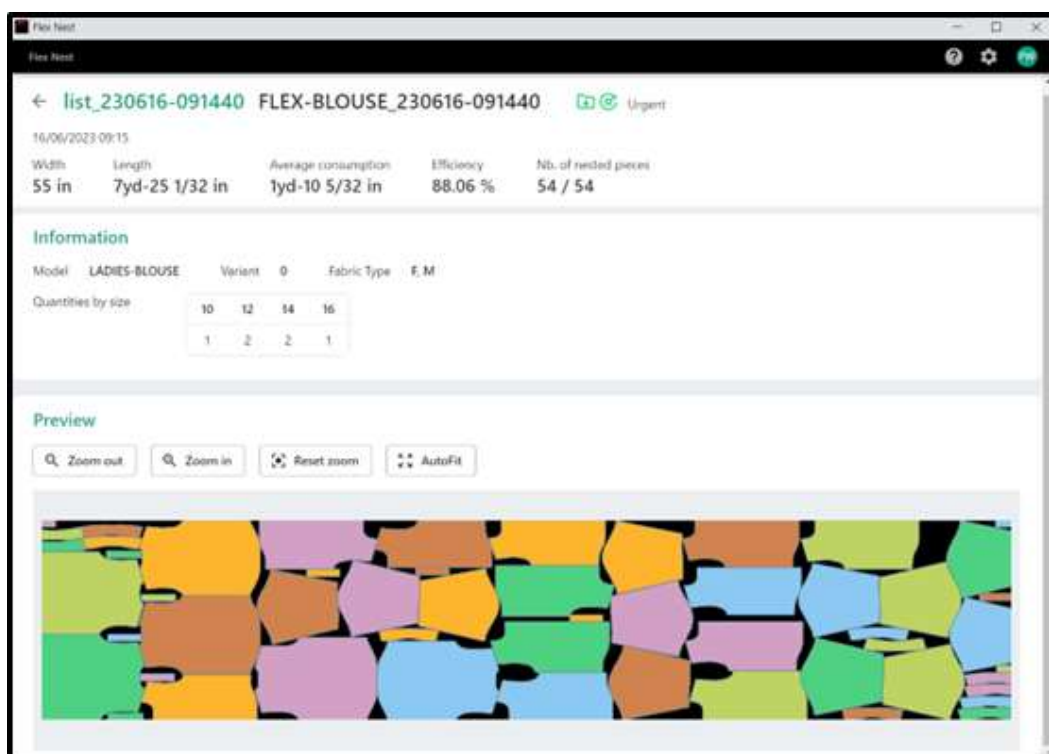 Flex Nest
Flex Nest
list_230616-091440 FLEX-BLOUSE_230616-091440 Urgent
16/06/2023 09:15
Width Length Average consumption Efficiency Nb. of nested pieces
55 in 7yd-25 1/32 in 1yd-10 5/32 in 88.06 % 54 / 54
Information
Model LADIES-BLOUSE Variant 0 Fabric Type F, M
Quantities by size
10 12 14 16
1 2 2 1
Preview
Zoom out Zoom in Reset zoom AutoFit